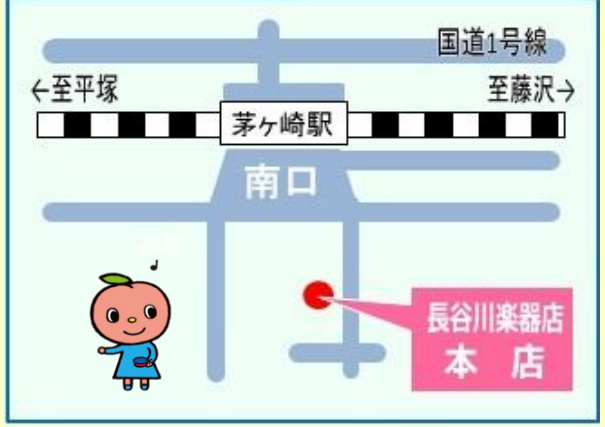 国道1号線
←至平塚
至藤沢→
茅ヶ崎駅
南口
長谷川楽器店
本店